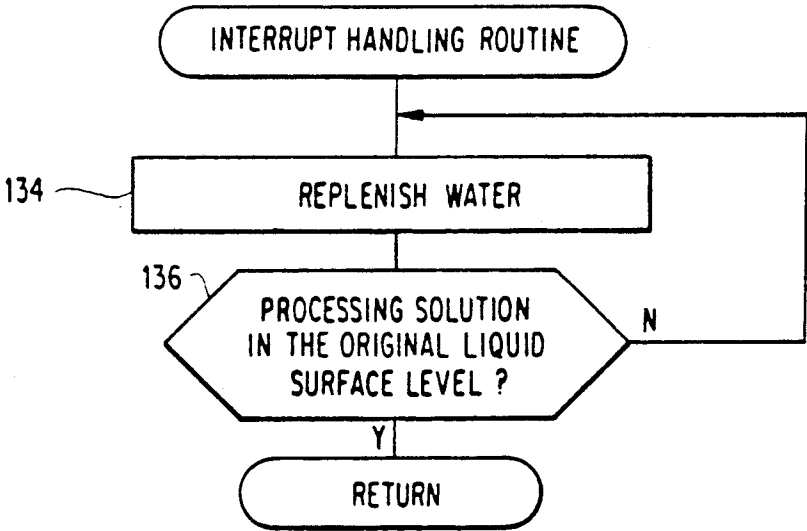 INTERRUPT HANDLING ROUTINE
134
REPLENISH WATER
136
PROCESSING SOLUTION
IN THE ORIGINAL LIQUID
SURFACE LEVEL ?
N
Y
RETURN